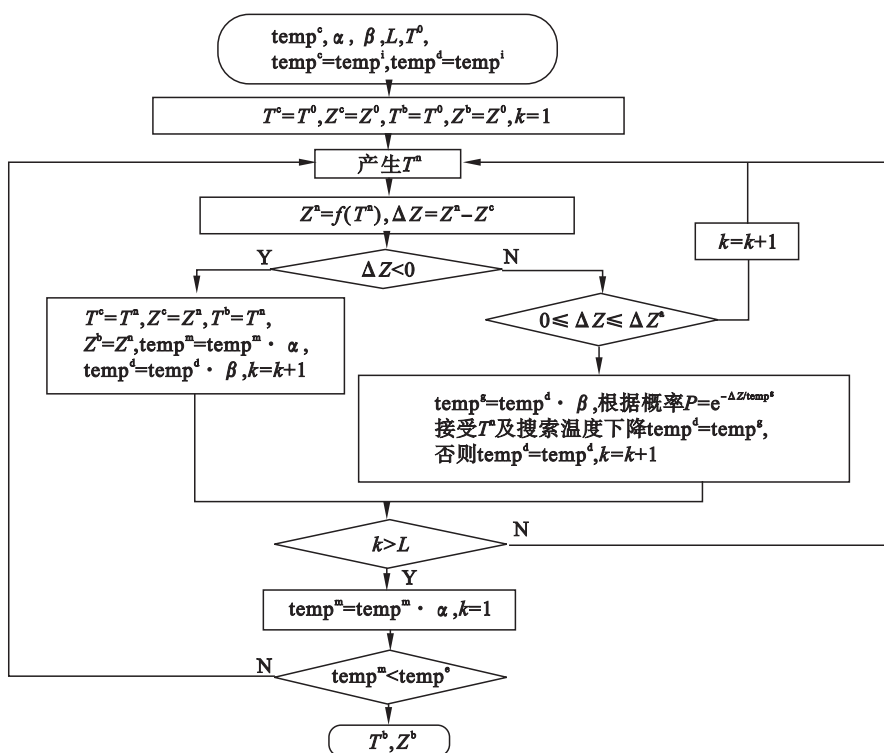 temp^c, α, β, L, T^0,
temp^c=temp^i, temp^d=temp^i
T^c=T^0, Z^c=Z^0, T^b=T^0, Z^b=Z^0, k=1
产生T^n
Z^n=f(T^n), ΔZ=Z^n−Z^c
k=k+1
Y
ΔZ<0
N
T^c=T^n, Z^c=Z^n, T^b=T^n,
Z^b=Z^n, temp^m=temp^m · α,
temp^d=temp^d · β, k=k+1
0≤ΔZ≤ΔZ^a
temp^g=temp^d · β, 根据概率P=e^−ΔZ/temp^g
接受T^n及搜索温度下降temp^d=temp^g,
否则temp^d=temp^d, k=k+1
k>L
N
Y
temp^m=temp^m · α, k=1
N
temp^m<temp^e
T^b, Z^b